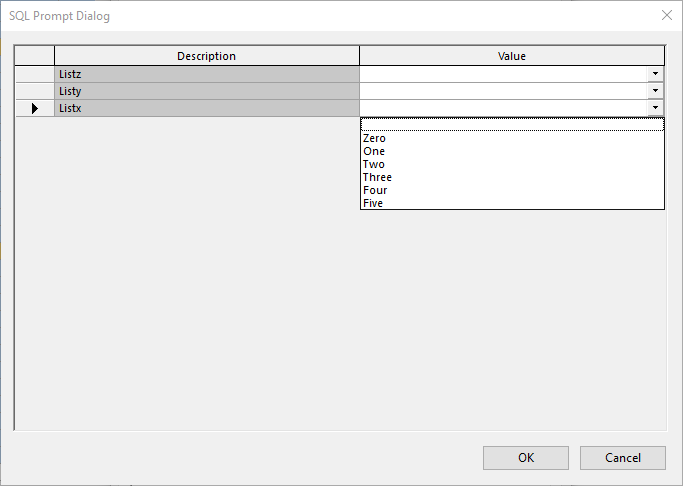 SQL Prompt Dialog
Description Value
Listz
Listy
Listx
Zero
One
Two
Three
Four
Five
OK Cancel